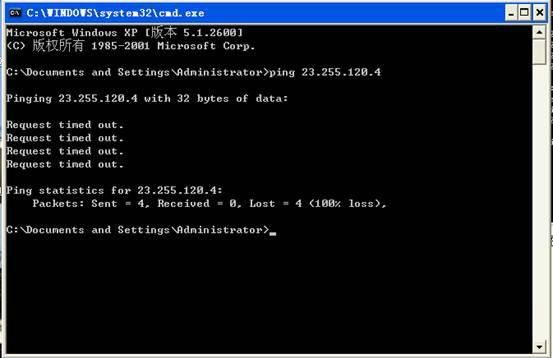 C:\WINDOWS\system32\cmd.exe
Microsoft Windows XP [版本 5.1.2600]
(C) 版权所有 1985-2001 Microsoft Corp.
C:\Documents and Settings\Administrator>ping 23.255.120.4
Pinging 23.255.120.4 with 32 bytes of data:
Request timed out.
Request timed out.
Request timed out.
Request timed out.
Ping statistics for 23.255.120.4:
Packets: Sent = 4, Received = 0, Lost = 4 (100% loss),
C:\Documents and Settings\Administrator>_